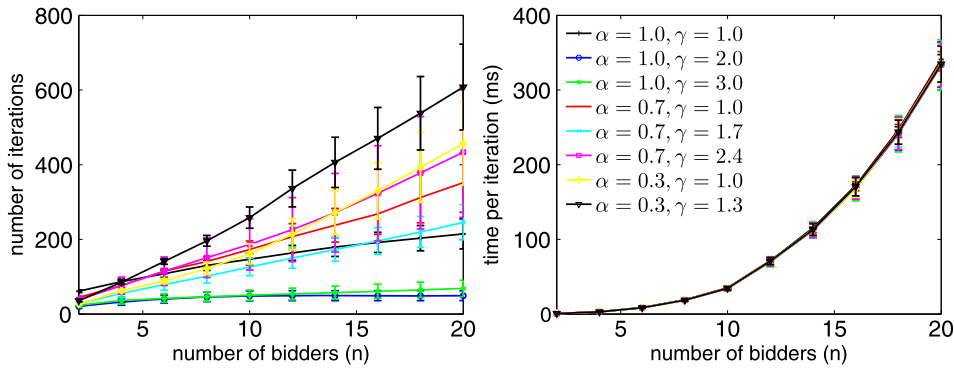 800
600
400
200
0
5
10
15
20
number of iterations
number of bidders (n)
400
300
200
100
0
5
10
15
20
time per iteration (ms)
number of bidders (n)
α = 1.0, γ = 1.0
α = 1.0, γ = 2.0
α = 1.0, γ = 3.0
α = 0.7, γ = 1.0
α = 0.7, γ = 1.7
α = 0.7, γ = 2.4
α = 0.3, γ = 1.0
α = 0.3, γ = 1.3